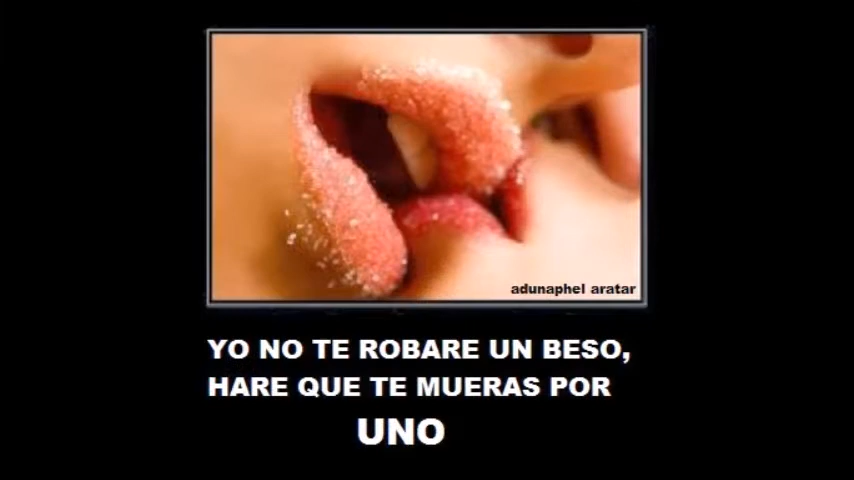 adunaphel aratar
YO NO TE ROBARE UN BESO,
HARE QUE TE MUERAS POR
UNO